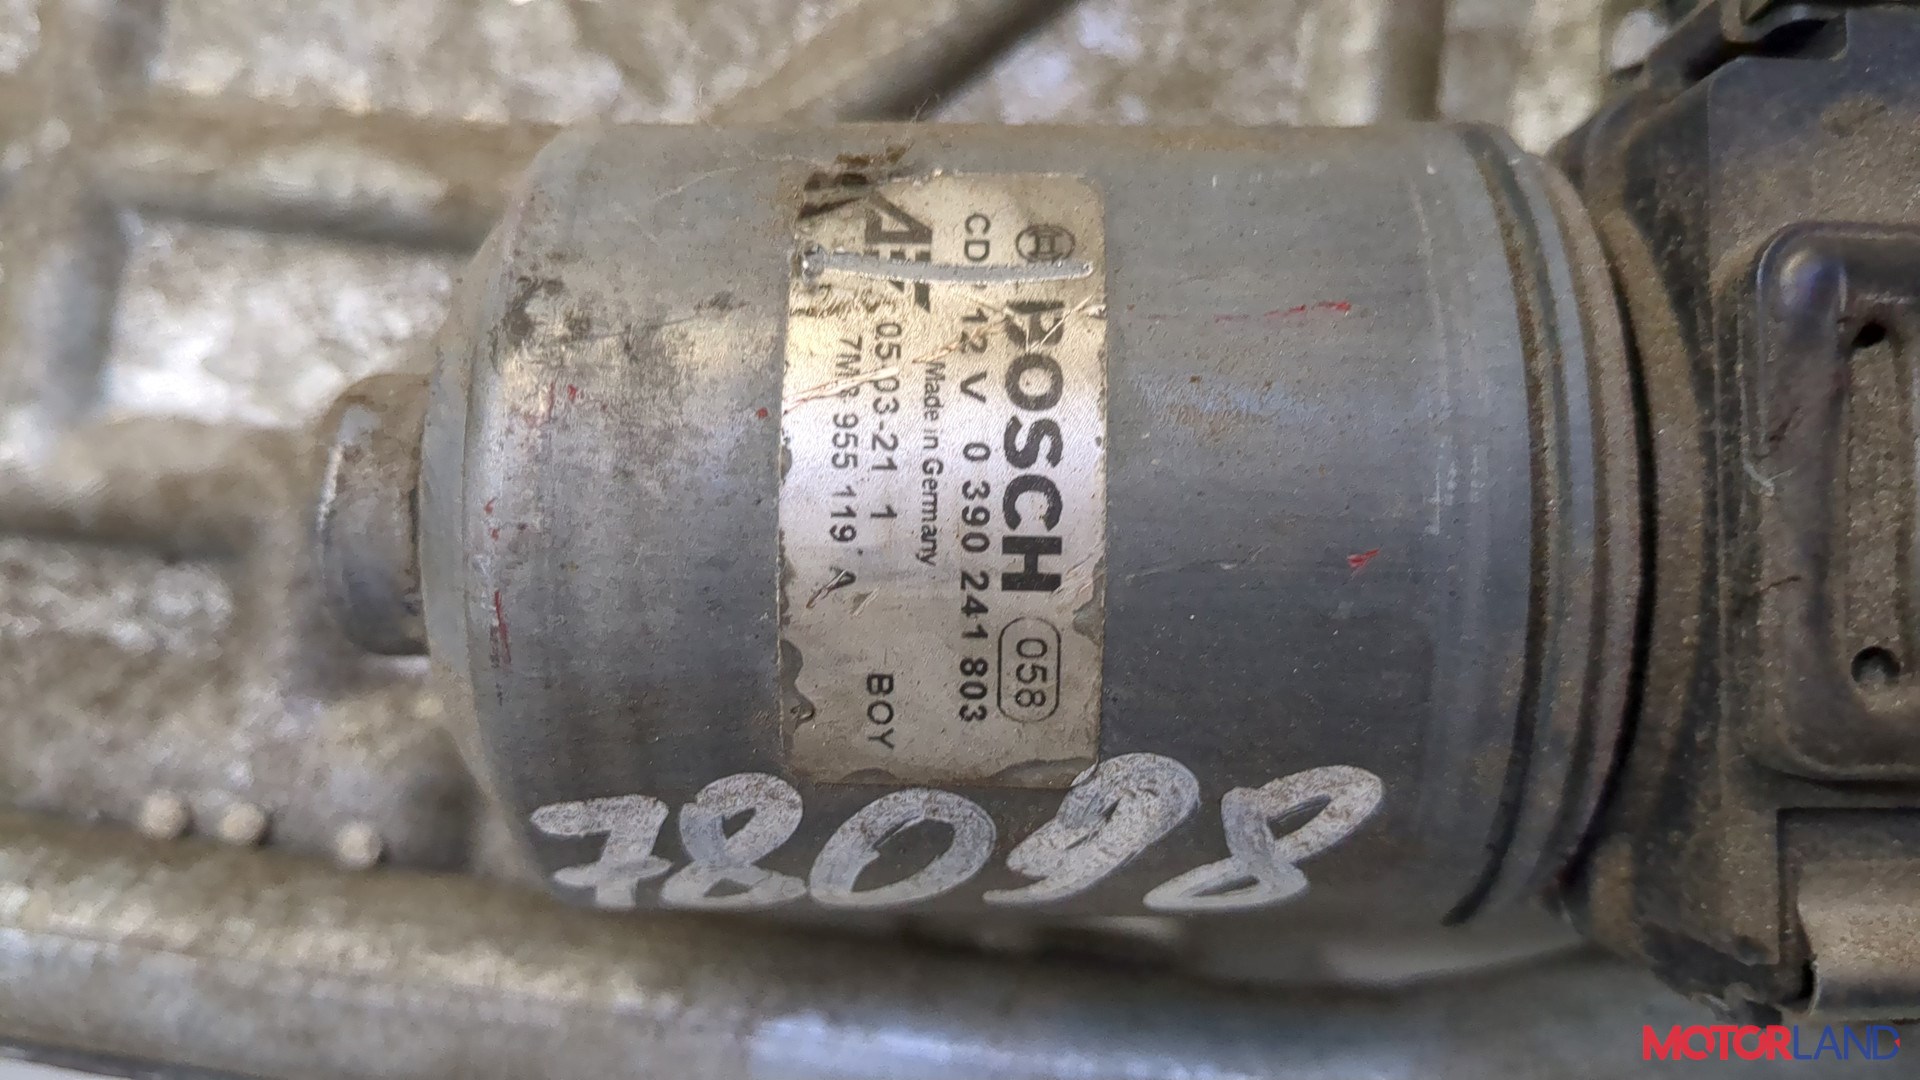 BOSCH 058
CD 12 V 0 390 241 803
Made in Germany
05-03-21 1 BOY
7M3 955 119 A
78098
MOTORLAND